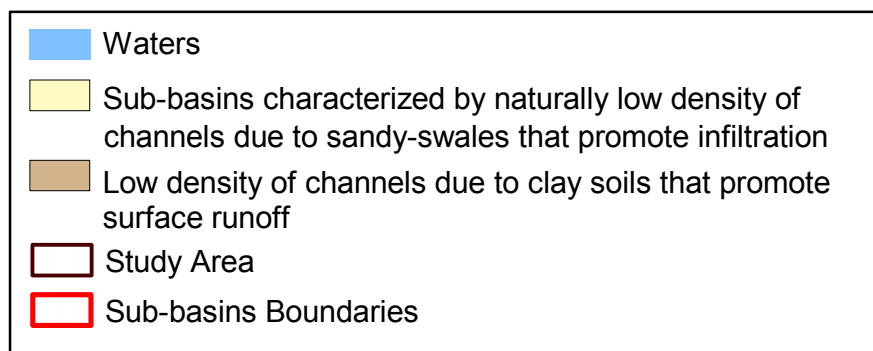 Waters
Sub-basins characterized by naturally low density of
channels due to sandy-swales that promote infiltration
Low density of channels due to clay soils that promote
surface runoff
Study Area
Sub-basins Boundaries